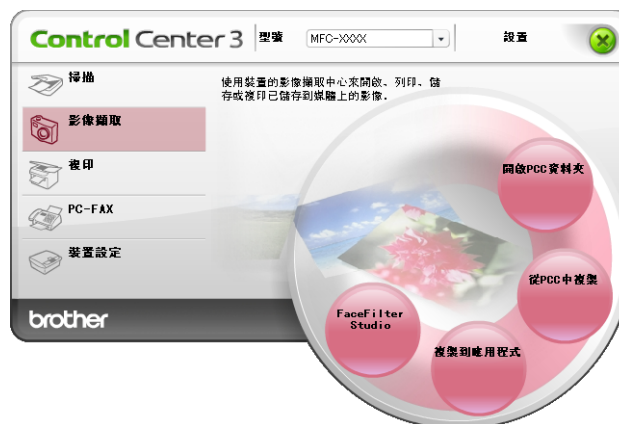 Control Center 3
型號
MFC-XXXX
設置
掃描
影像擷取
複印
PC-FAX
裝置設定
brother
使用裝置的影像擷取中心來開啟、列印、儲
存或複印已儲存到媒體上的影像。
開啟PCC資料夾
從PCC中複製
複製到應用程式
FaceFilter
Studio